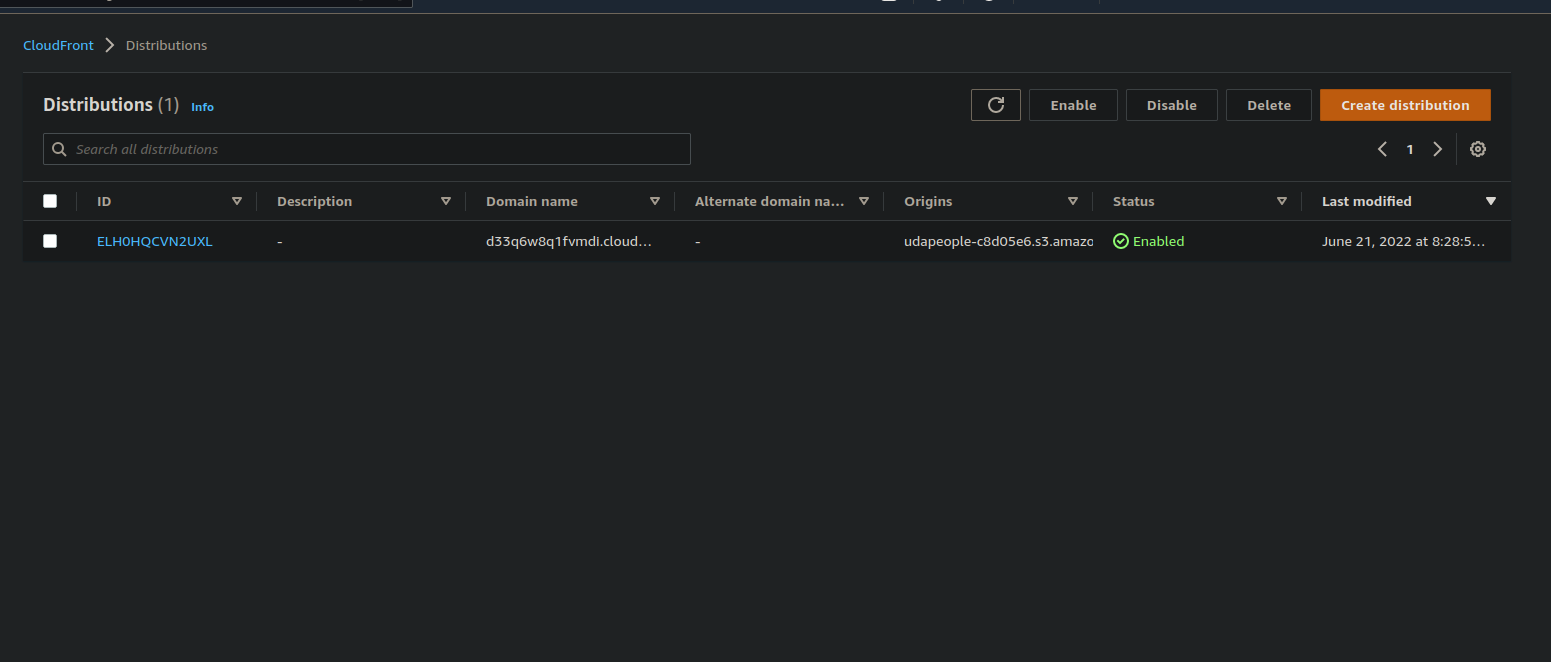 CloudFront Distributions
Distributions (1) Info
Enable Disable Delete Create distribution
Search all distributions
1
ID Description Domain name Alternate domain na... Origins Status Last modified
ELH0HQCVN2UXL - d33q6w8q1fvmdi.cloud... - udapeople-c8d05e6.s3.amazo Enabled June 21, 2022 at 8:28:5...